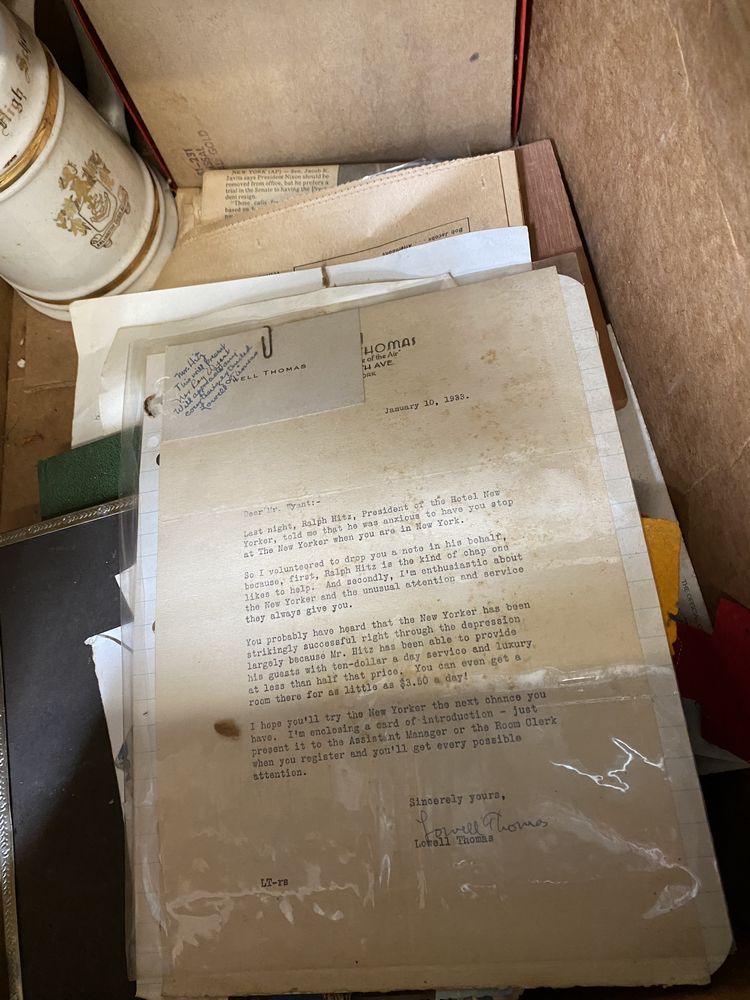 High
NEW YORK (AP) — Sen. Jacob K.
Javits says President Nixon should be
removed from office, but he prefers a
trial in the Senate to having the Pres-
ident resign.
Bob Jacobs
LOWELL THOMAS
Mr. Hitz
This will present
THOMAS
of the Air"
TH AVE.
ORK
January 10, 1933.
Dear Mr. Wyant:-
Last night, Ralph Hitz, President of the Hotel New
Yorker, told me that he was anxious to have you stop
at The New Yorker when you are in New York.
So I volunteered to drop you a note in his behalf,
because, first, Ralph Hitz is the kind of chap one
likes to help. And secondly, I'm enthusiastic about
the New Yorker and the unusual attention and service
they always give you.
You probably have heard that the New Yorker has been
strikingly successful right through the depression
largely because Mr. Hitz has been able to provide
his guests with ten-dollar a day service and luxury
at less than half that price. You can even get a
room there for as little as $3.50 a day!
I hope you'll try the New Yorker the next chance you
have. I'm enclosing a card of introduction - just
present it to the Assistant Manager or the Room Clerk
when you register and you'll get every possible
attention.
Sincerely yours,
Lowell Thomas
Lowell Thomas
LT-rs